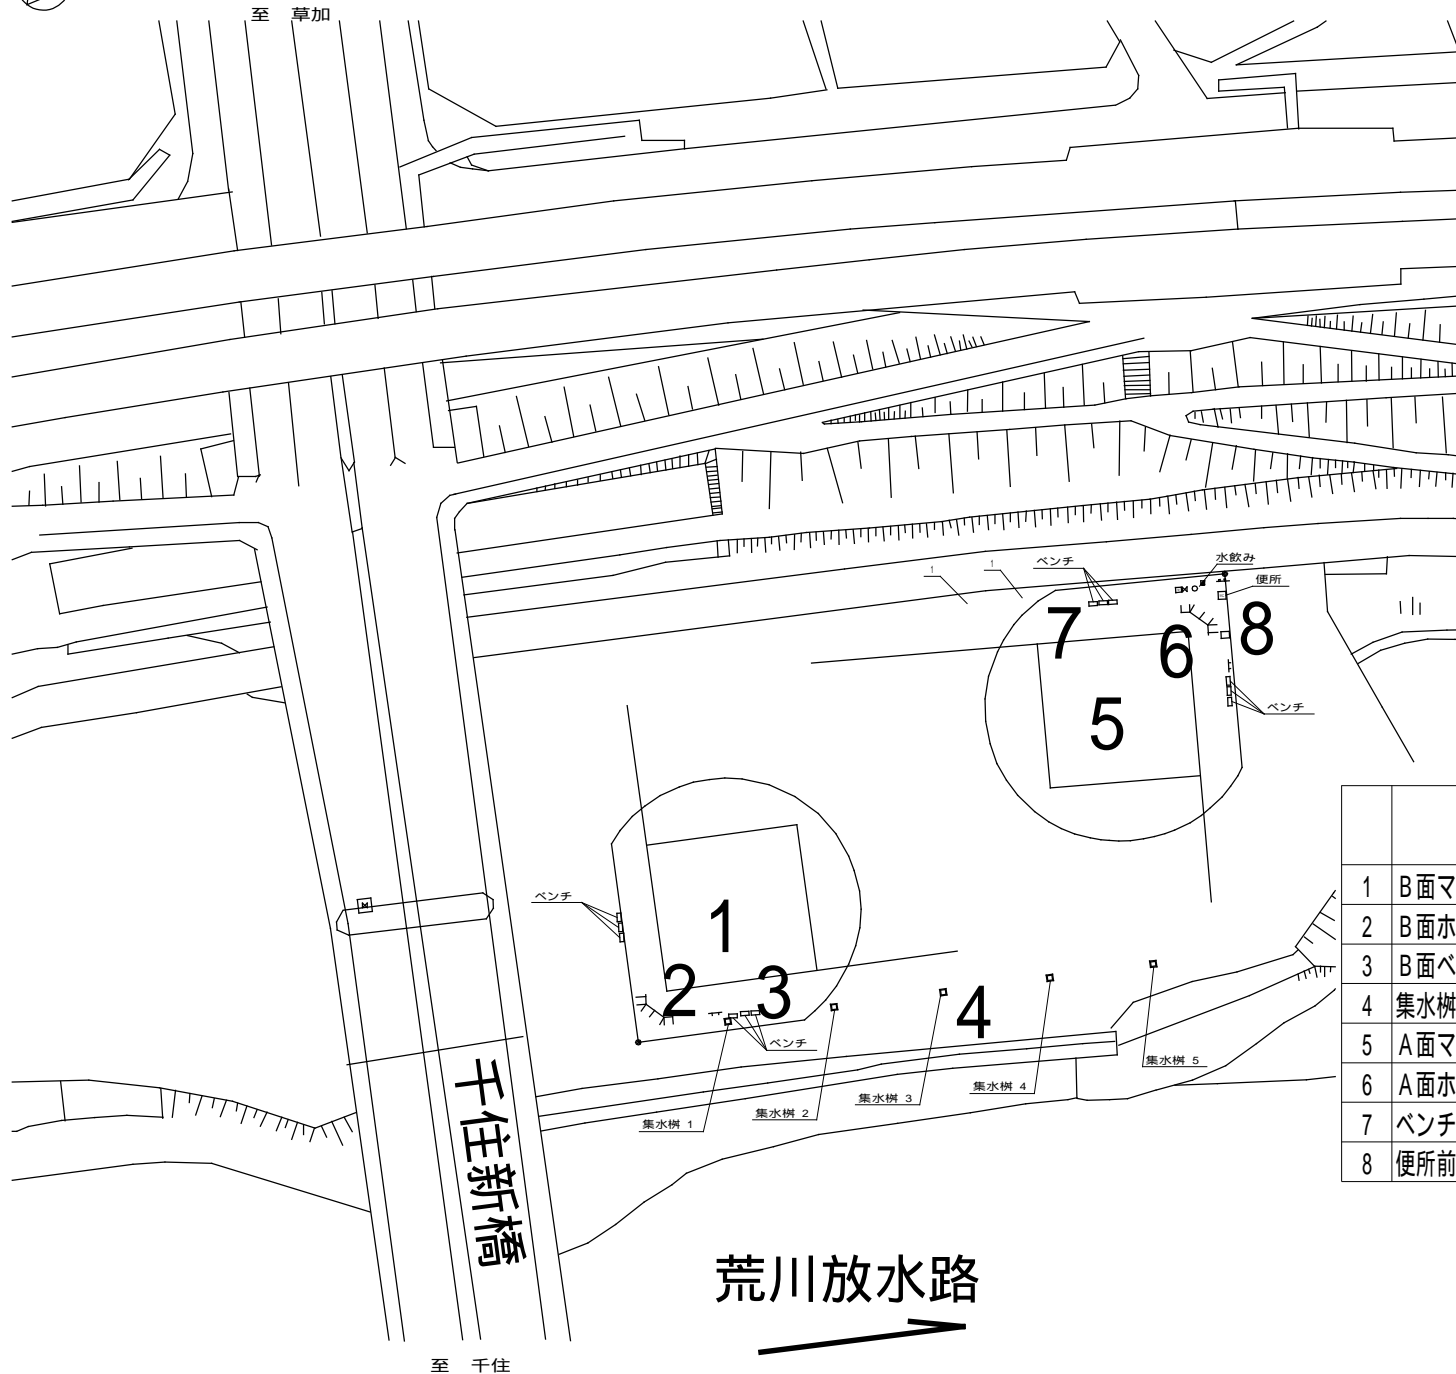 至 草加
水飲み
ベンチ
便所
1
1
7
6
8
5
ベンチ
ベンチ
1
2
3
4
ベンチ
集水桝 1
集水桝 2
集水桝 3
集水桝 4
集水桝 5
1 B面マ
2 B面ホ
3 B面ベ
4 集水桝
5 A面マ
6 A面ホ
7 ベンチ
8 便所前
千住新橋
荒川放水路
至 千住